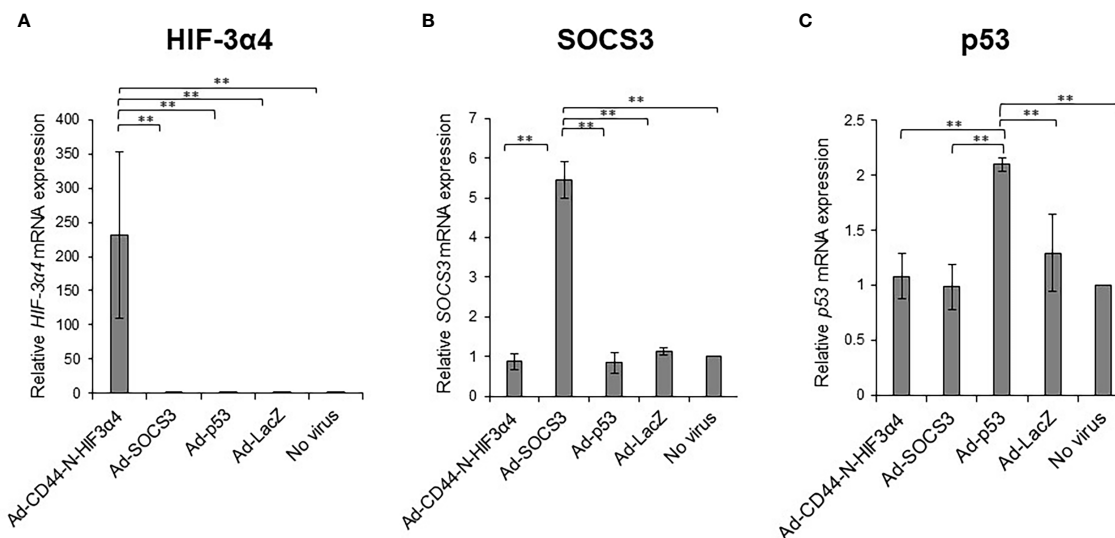 A
HIF-3α4
**
**
**
**
400
350
300
250
200
150
100
50
0
Relative HIF-3α4 mRNA expression
Ad-CD44-N-HIF3α4
Ad-SOCS3
Ad-p53
Ad-LacZ
No virus
B
SOCS3
**
**
**
**
7
6
5
4
3
2
1
0
Relative SOCS3 mRNA expression
Ad-CD44-N-HIF3α4
Ad-SOCS3
Ad-p53
Ad-LacZ
No virus
C
p53
**
**
**
**
2.5
2
1.5
1
0.5
0
Relative p53 mRNA expression
Ad-CD44-N-HIF3α4
Ad-SOCS3
Ad-p53
Ad-LacZ
No virus